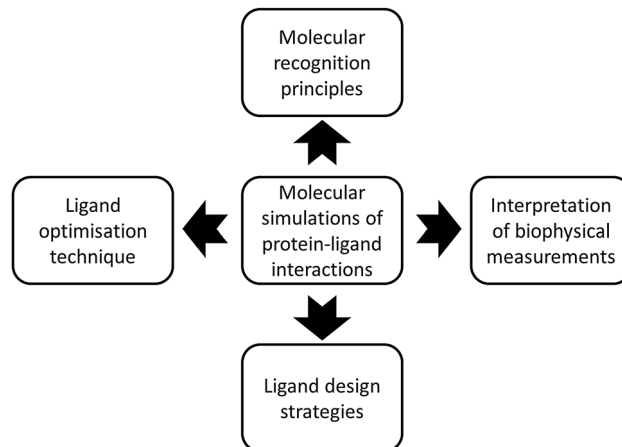 Molecular
recognition
principles
Ligand
optimisation
technique
Molecular
simulations of
protein-ligand
interactions
Interpretation
of biophysical
measurements
Ligand design
strategies